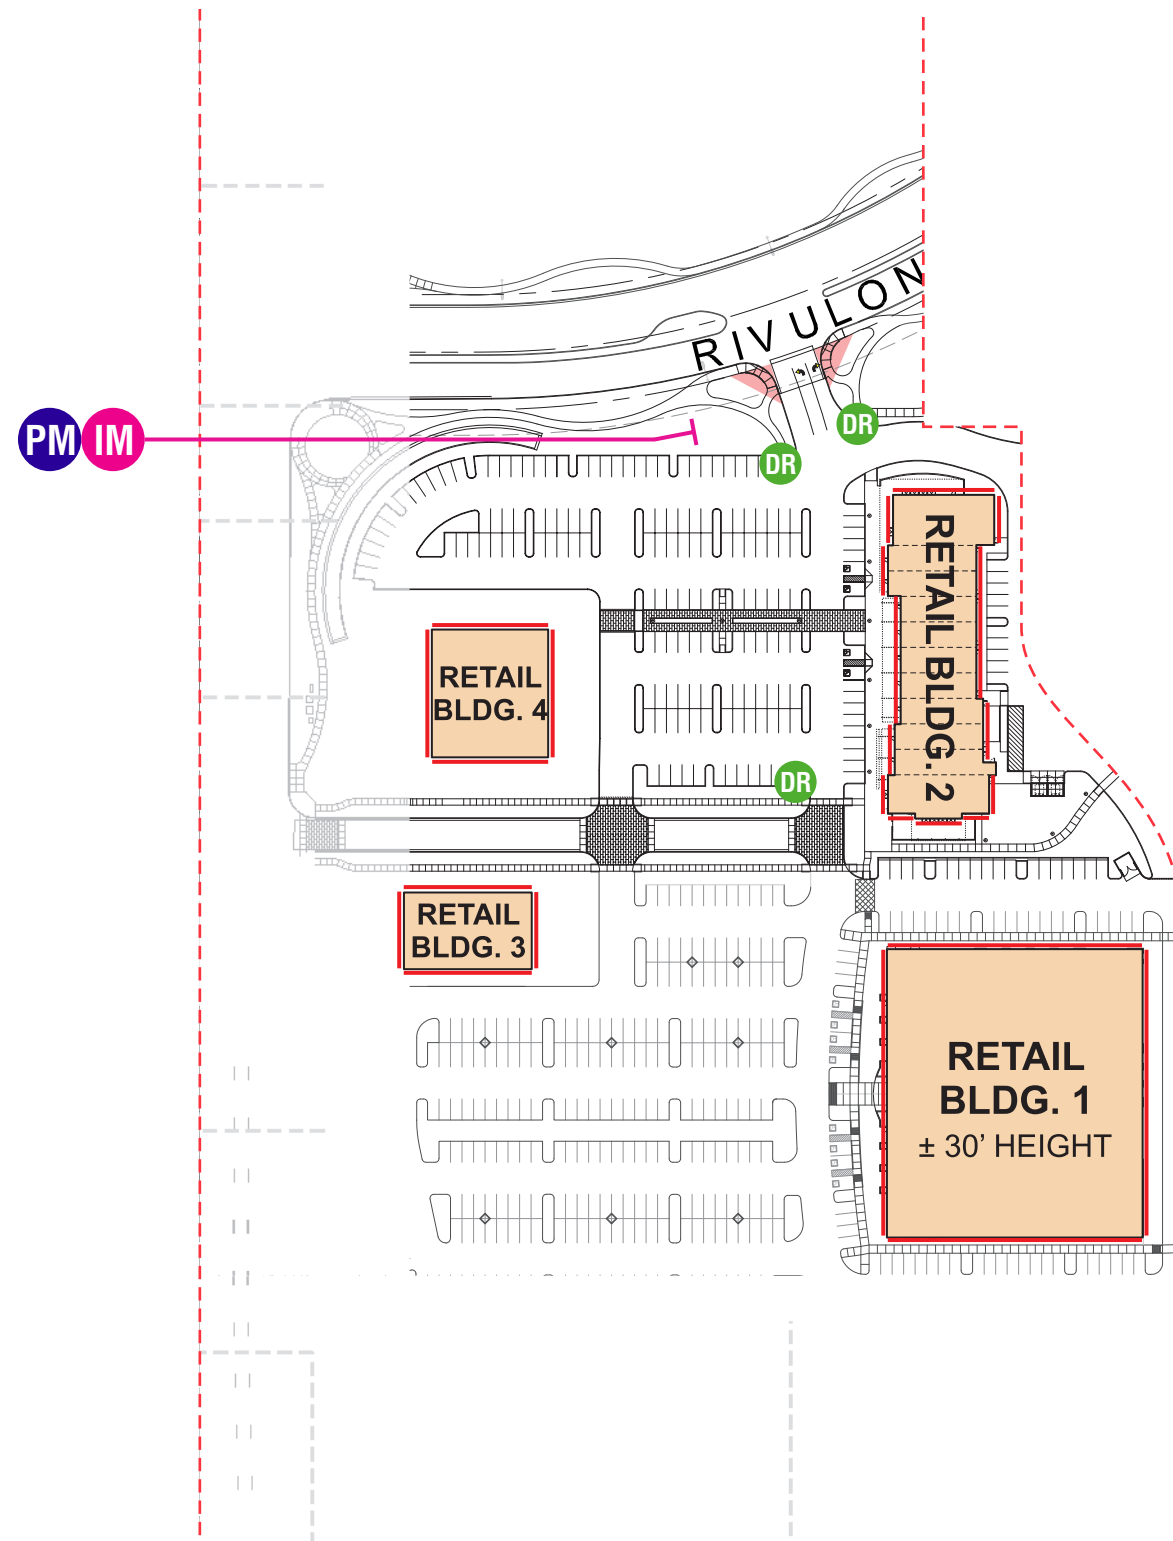 RIVULON
PM IM
DR
DR
RETAIL BLDG. 2
RETAIL
BLDG. 4
DR
RETAIL
BLDG. 3
RETAIL
BLDG. 1
± 30’ HEIGHT